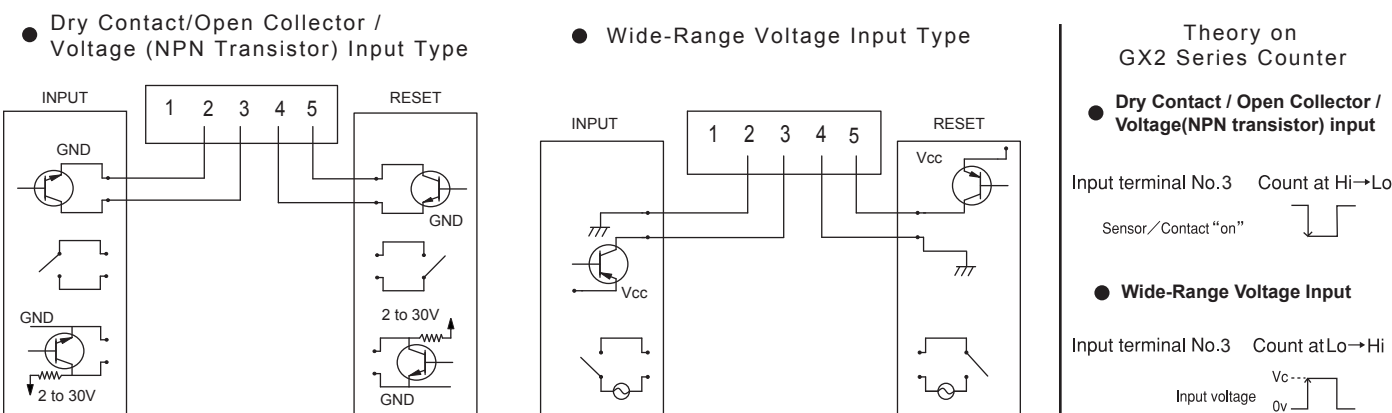 ● Dry Contact/Open Collector /
Voltage (NPN Transistor) Input Type
INPUT
1 2 3 4 5
RESET
GND
GND
GND
2 to 30V
2 to 30V
GND
● Wide-Range Voltage Input Type
INPUT
1 2 3 4 5
RESET
Vcc
Vcc
Theory on
GX2 Series Counter
● Dry Contact / Open Collector /
Voltage(NPN transistor) input
Input terminal No.3 Count at Hi→Lo
Sensor／Contact “on”
● Wide-Range Voltage Input
Input terminal No.3 Count at Lo→Hi
Vc
Input voltage
0v